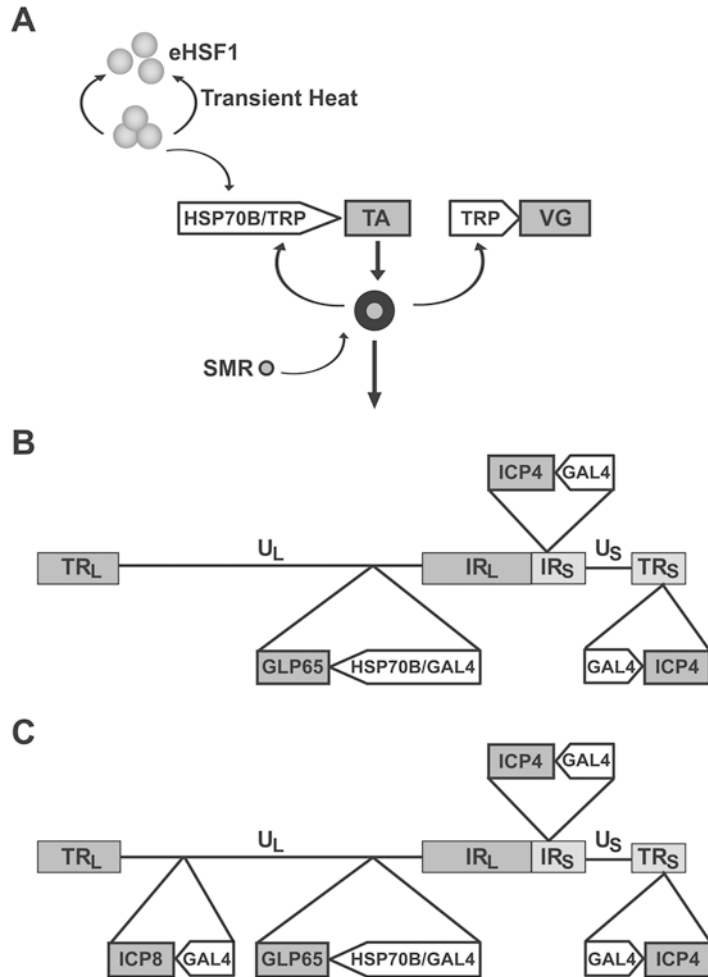 A
eHSF1
Transient Heat
HSP70B/TRP TA TRP VG
SMR
B
ICP4 GAL4
TRL UL IRL IRS US TRS
GLP65 HSP70B/GAL4 GAL4 ICP4
C
ICP4 GAL4
TRL UL IRL IRS US TRS
ICP8 GAL4 GLP65 HSP70B/GAL4 GAL4 ICP4